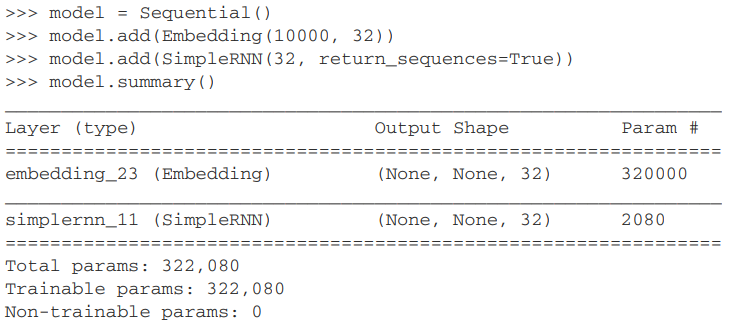 >>> model = Sequential()
>>> model.add(Embedding(10000, 32))
>>> model.add(SimpleRNN(32, return_sequences=True))
>>> model.summary()
________________________________________________________________
Layer (type)                     Output Shape          Param #
================================================================
embedding_23 (Embedding)         (None, None, 32)      320000
________________________________________________________________
simplernn_11 (SimpleRNN)         (None, None, 32)      2080
================================================================
Total params: 322,080
Trainable params: 322,080
Non-trainable params: 0